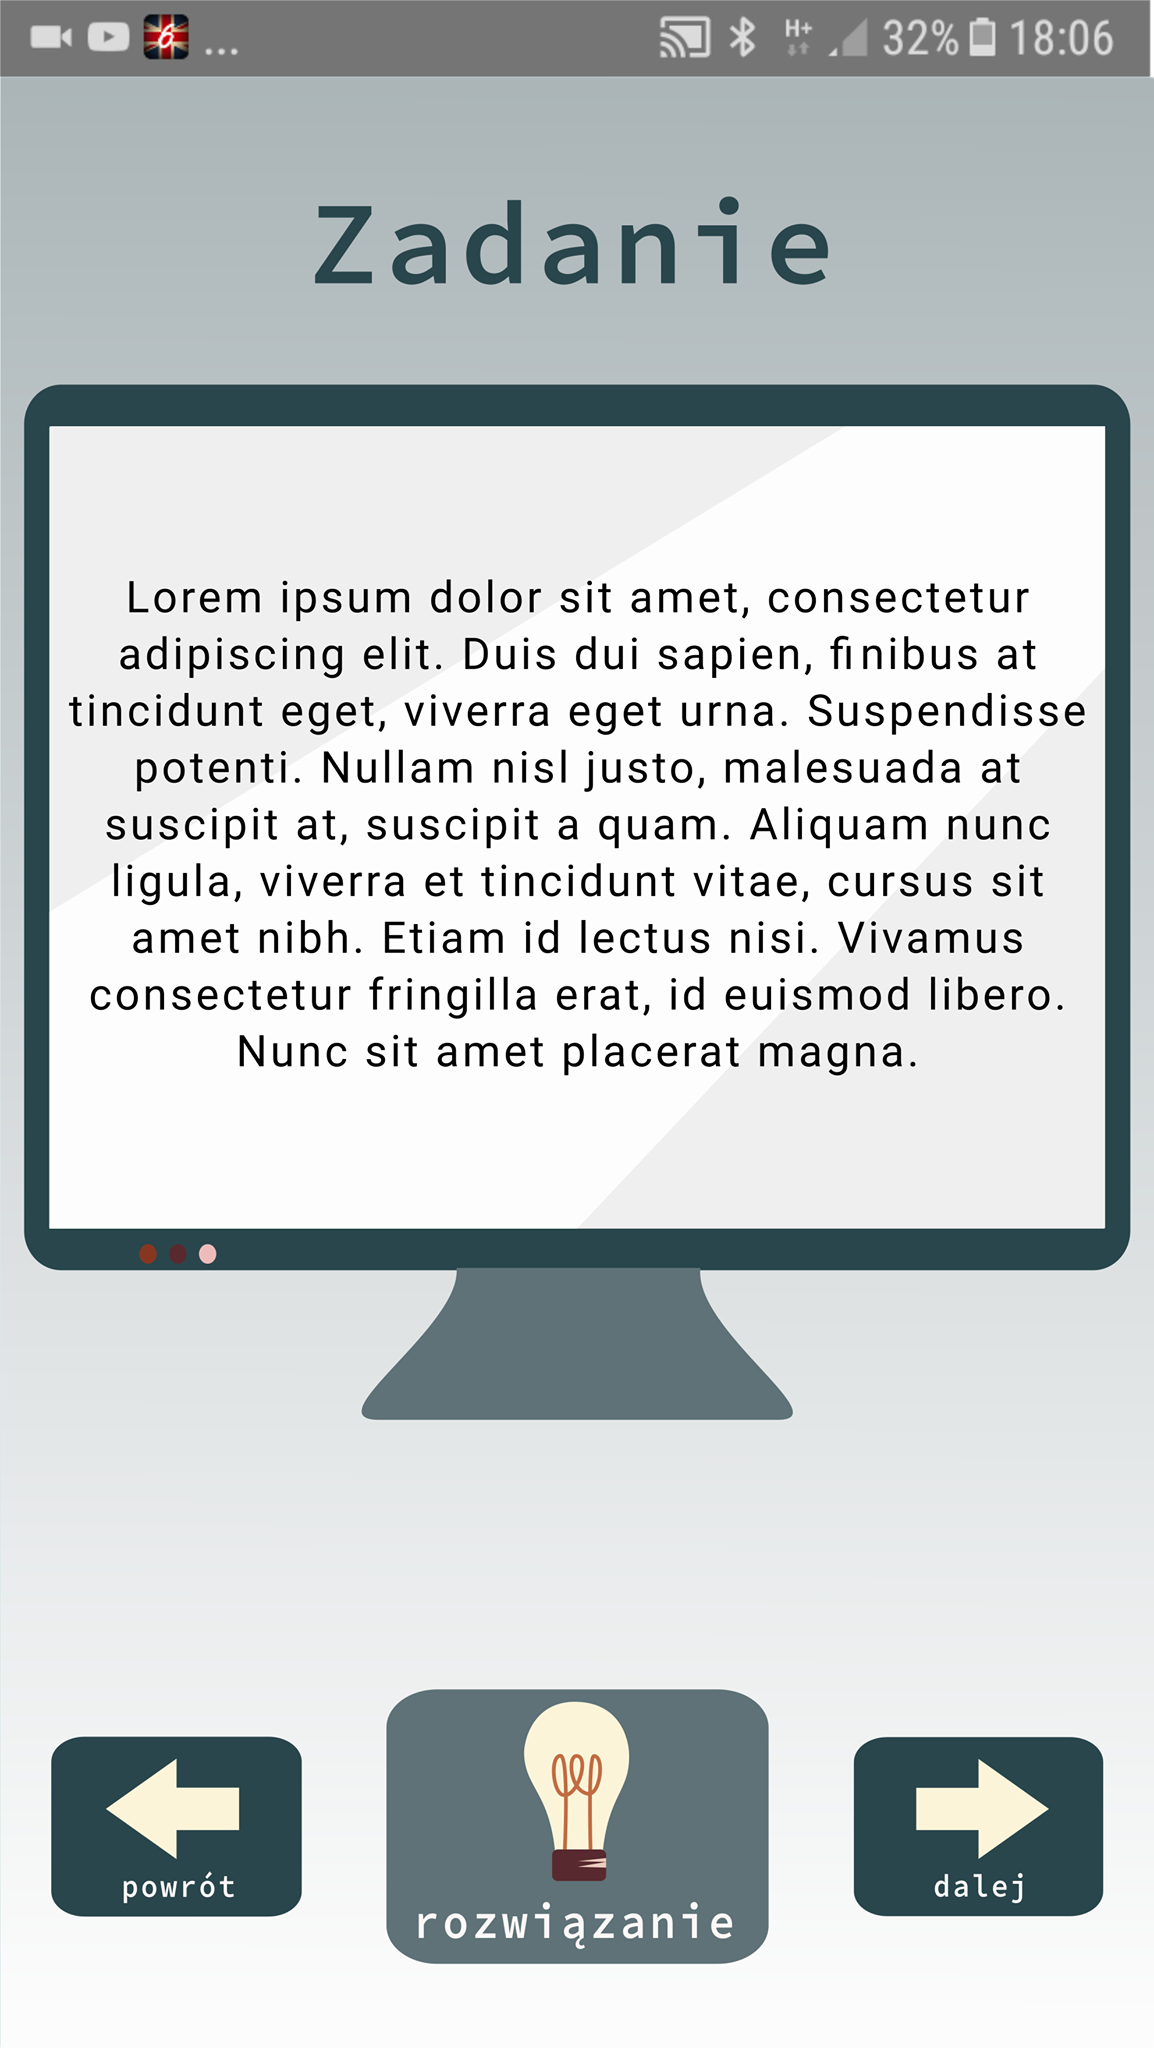 6 ... H+ 32% 18:06
Zadanie
Lorem ipsum dolor sit amet, consectetur
adipiscing elit. Duis dui sapien, finibus at
tincidunt eget, viverra eget urna. Suspendisse
potenti. Nullam nisl justo, malesuada at
suscipit at, suscipit a quam. Aliquam nunc
ligula, viverra et tincidunt vitae, cursus sit
amet nibh. Etiam id lectus nisi. Vivamus
consectetur fringilla erat, id euismod libero.
Nunc sit amet placerat magna.
powrót
rozwiązanie
dalej